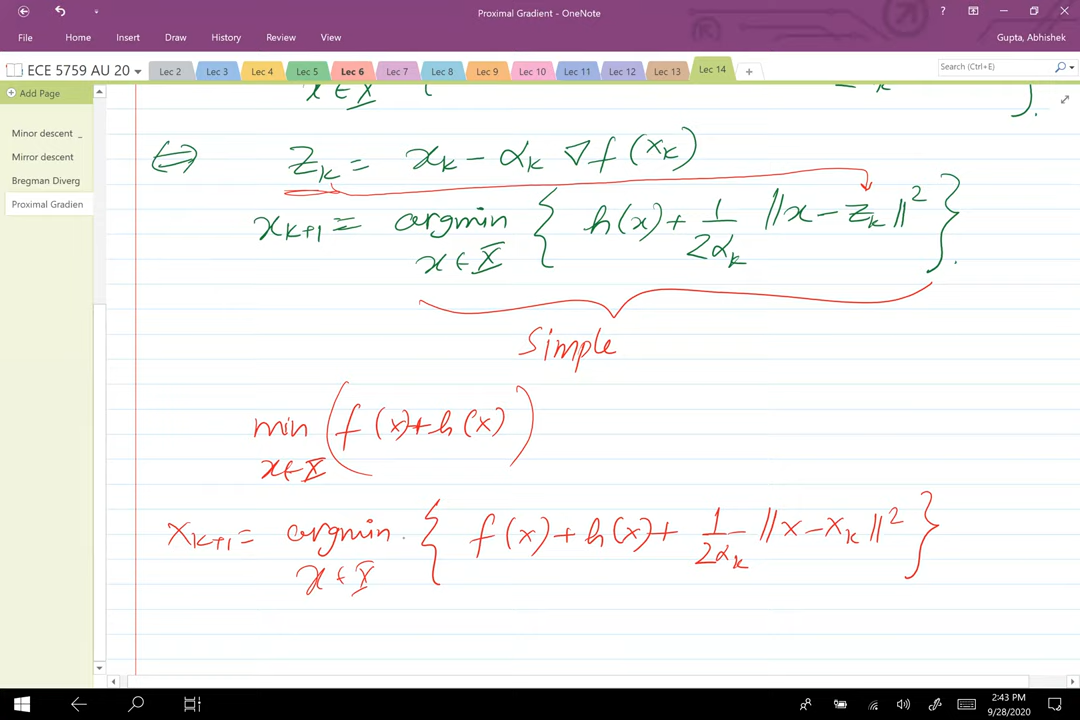 Proximal Gradient - OneNote
Gupta, Abhishek
File Home Insert Draw History Review View
ECE 5759 AU 20 Lec 2 Lec 3 Lec 4 Lec 5 Lec 6 Lec 7 Lec 8 Lec 9 Lec 10 Lec 11 Lec 12 Lec 13 Lec 14 Search (Ctrl+E)
Add Page
Minor descent
Mirror descent
Bregman Diverg
Proximal Gradien
x ∈ X
⇔ z_k = x_k − α_k ∇f(x_k)
x_{k+1} = argmin { h(x) + 1/(2α_k) ||x − z_k||² }.
x ∈ X
Simple
min (f(x) + h(x))
x ∈ X
x_{k+1} = argmin { f(x) + h(x) + 1/(2α_k) ||x − x_k||² }
x ∈ X
2:43 PM
9/28/2020